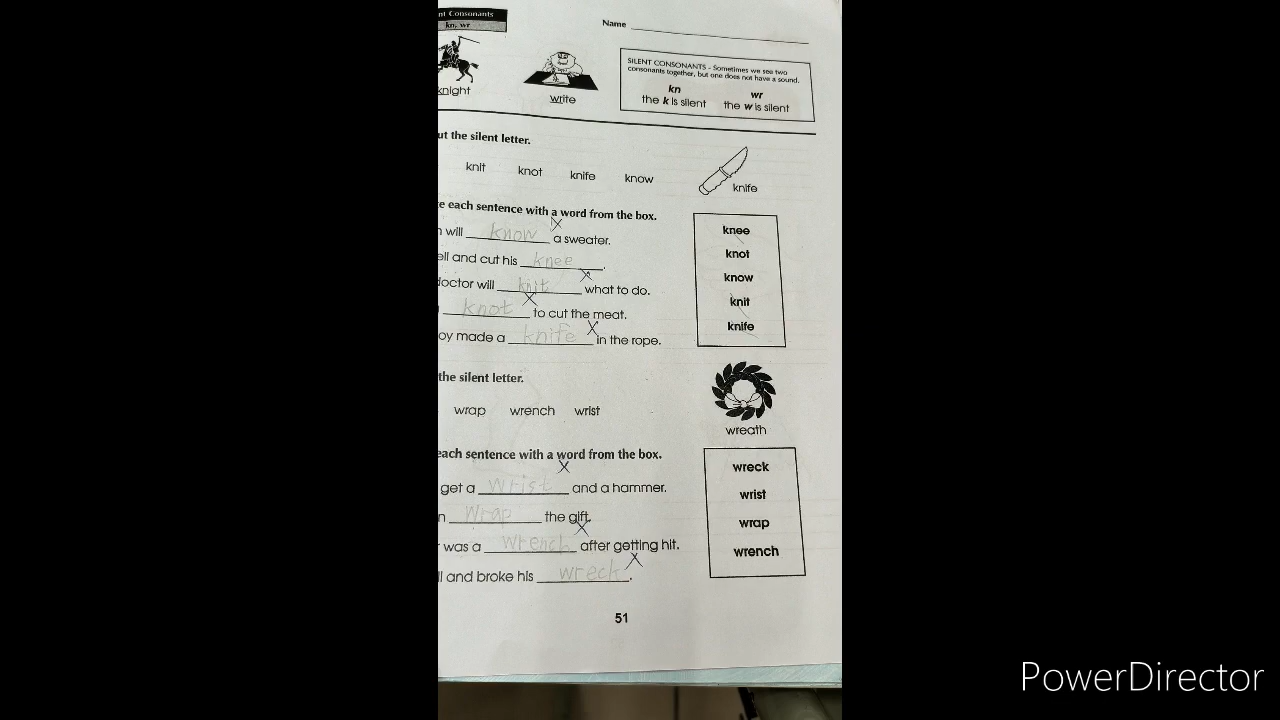 nt Consonants
kn, wr
Name
knight
write
SILENT CONSONANTS - Sometimes we see two
consonants together, but one does not have a sound.
kn wr
the k is silent the w is silent
ut the silent letter.
knit knot knife know
knife
e each sentence with a word from the box.
n will know a sweater.
ell and cut his knee.
doctor will knit what to do.
knot to cut the meat.
oy made a knife in the rope.
knee
knot
know
knit
knife
the silent letter.
wrap wrench wrist
wreath
each sentence with a word from the box.
get a wrist and a hammer.
n wrap the gift.
r was a wrench after getting hit.
ll and broke his wreck.
wreck
wrist
wrap
wrench
51
PowerDirector